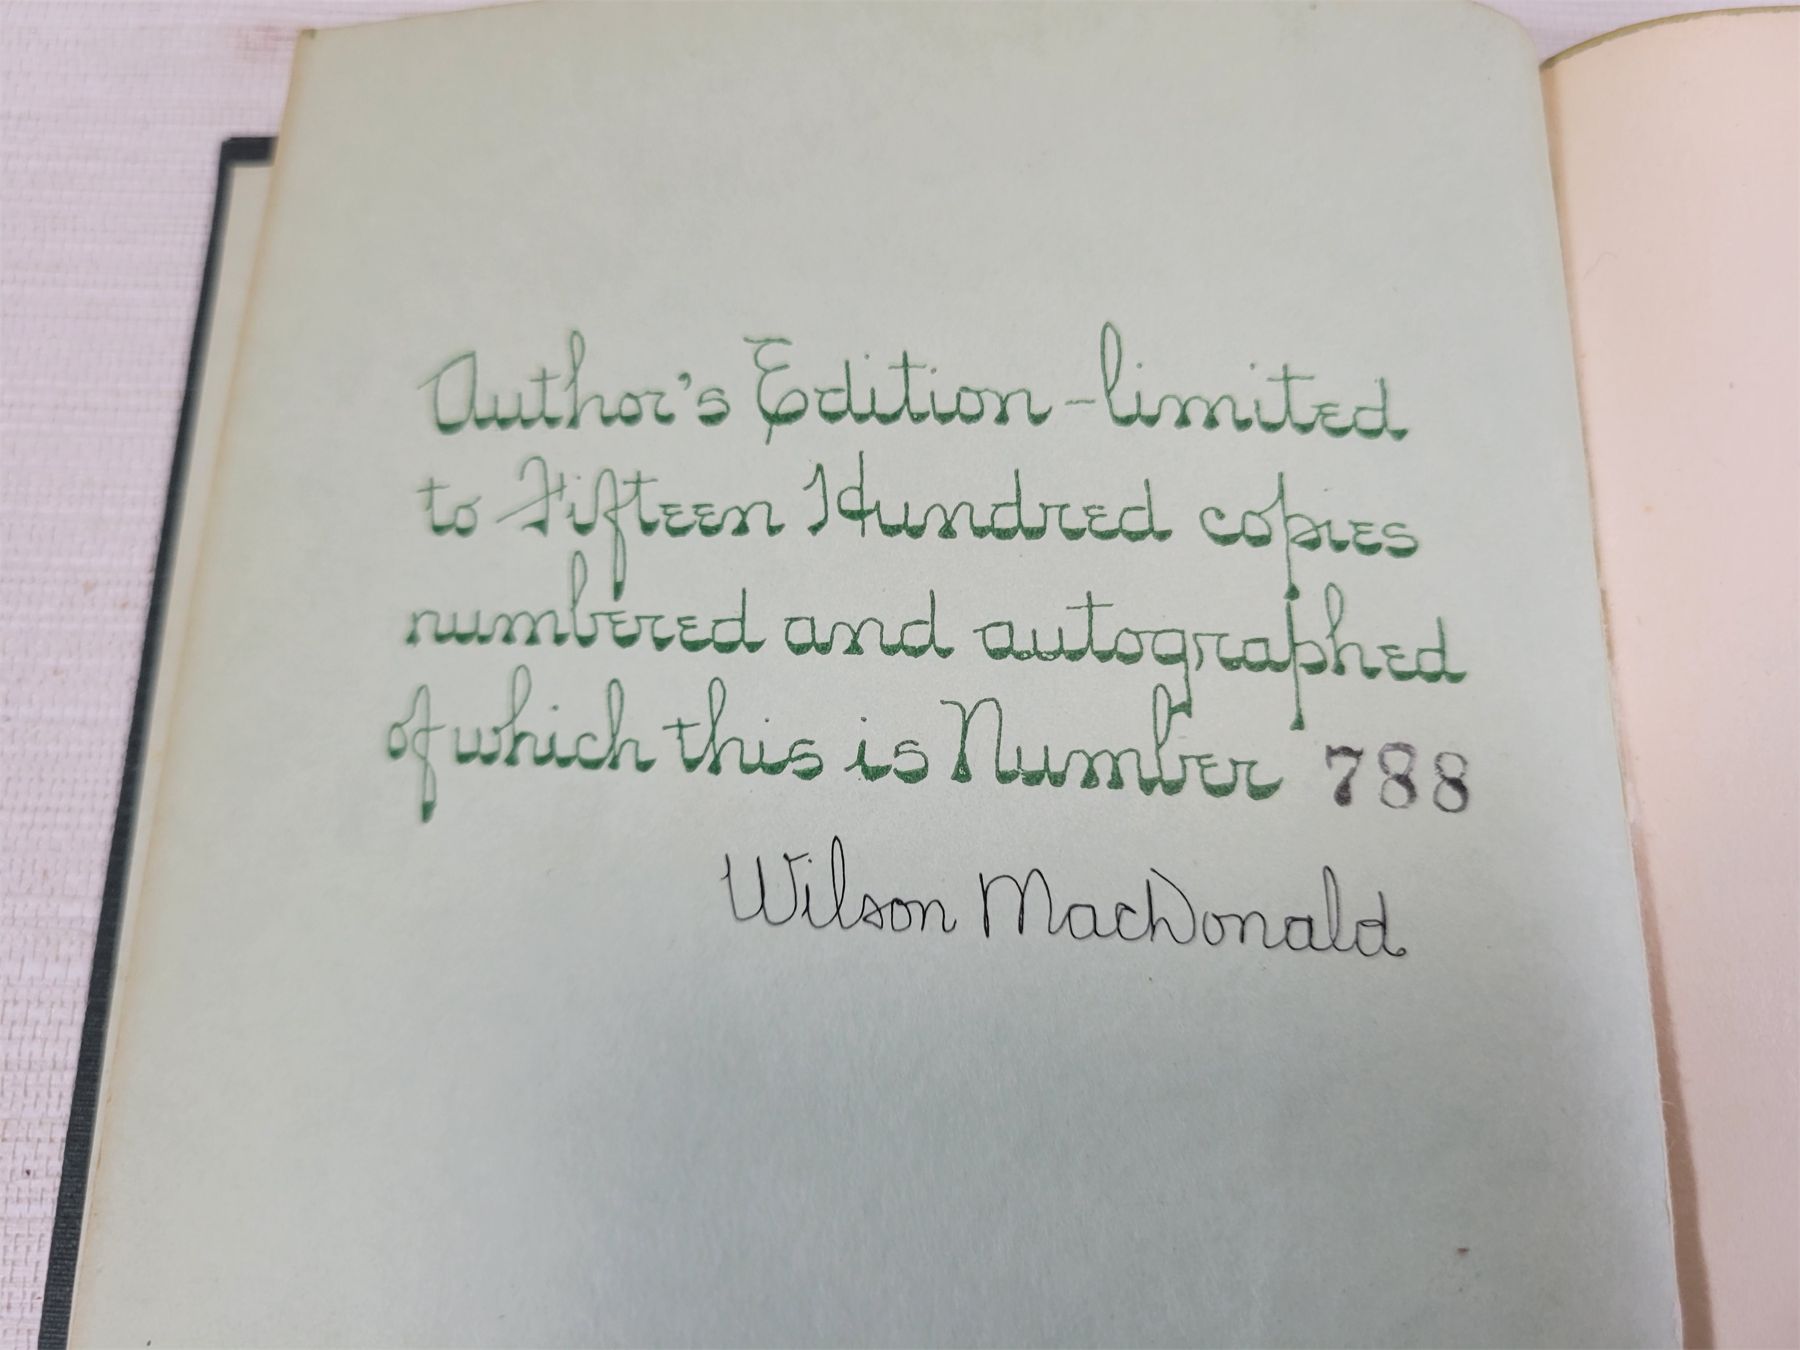 Author's Edition - limited
to Fifteen Hundred copies
numbered and autographed
of which this is Number 788
Wilson MacDonald